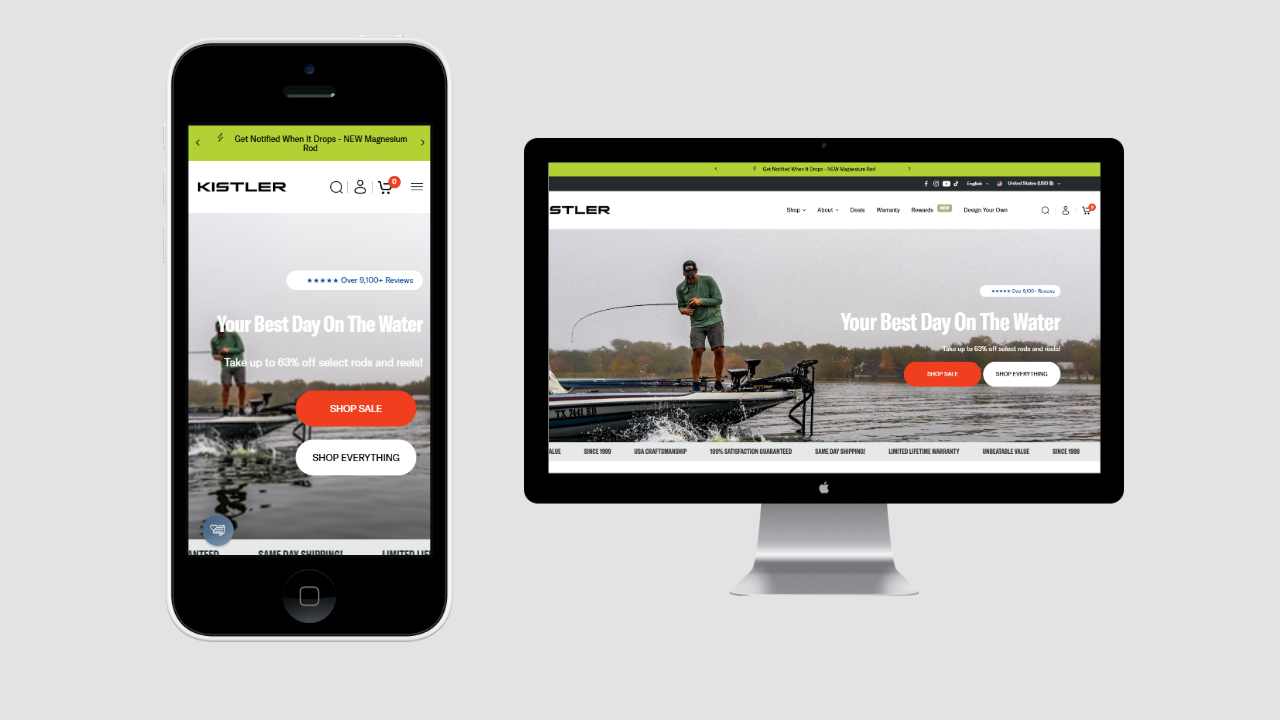 Get Notified When It Drops - NEW Magnesium
Rod
KISTLER
0
★★★★★ Over 9,100+ Reviews
Your Best Day On The Water
Take up to 63% off select rods and reels!
SHOP SALE
SHOP EVERYTHING
ANTEED SAME DAY SHIPPING! LIMITED LIFE
Get Notified When It Drops - NEW Magnesium Rod
English United States (USD $)
STLER
Shop About Deals Warranty Rewards NEW Design Your Own
0
★★★★★ Over 9,100+ Reviews
Your Best Day On The Water
Take up to 63% off select rods and reels!
SHOP SALE SHOP EVERYTHING
TX 2141 HB
ALUE SINCE 1999 USA CRAFTSMANSHIP 100% SATISFACTION GUARANTEED SAME DAY SHIPPING! LIMITED LIFETIME WARRANTY UNBEATABLE VALUE SINCE 1999